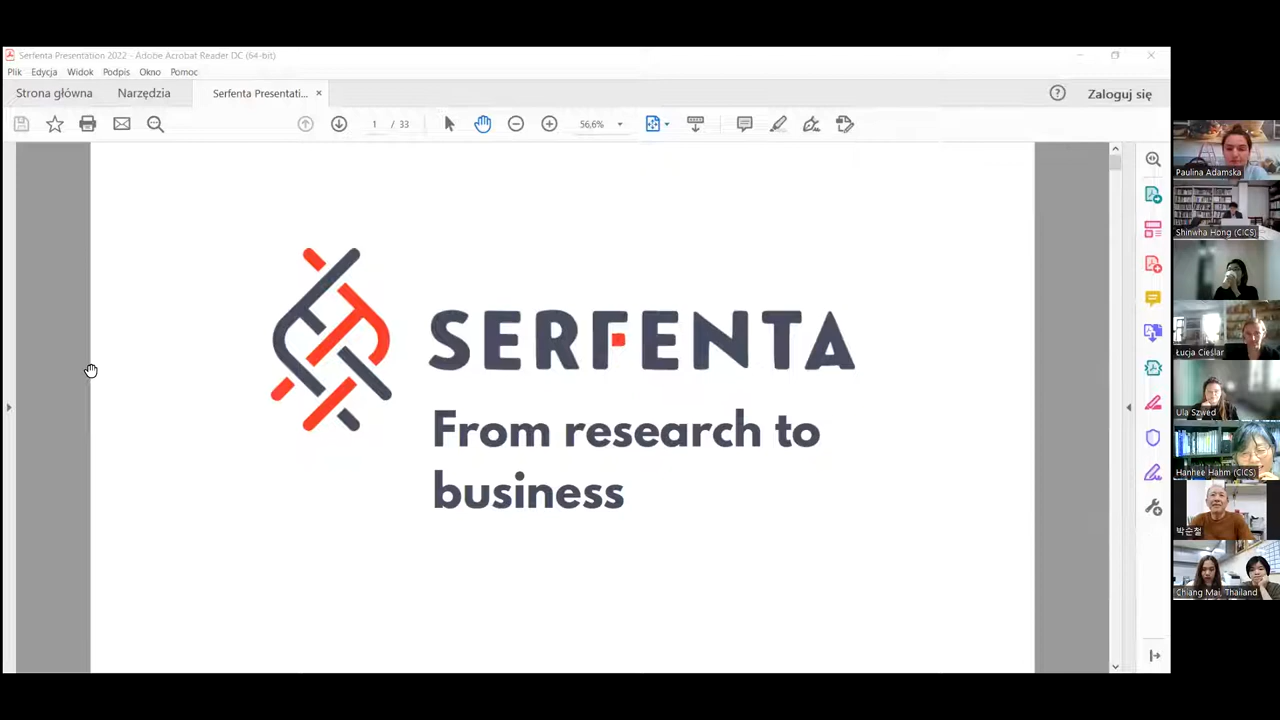 Serfenta Presentation 2022 - Adobe Acrobat Reader DC (64-bit)
Plik Edycja Widok Podpis Okno Pomoc
Strona główna Narzędzia Serfenta Presentati... × Zaloguj się
1 / 33 56,6%
SERFENTA
From research to
business
Paulina Adamska
Shinwha Hong (CICS)
Łucja Cieślar
Ula Szwed
Hanhee Hahm (CICS)
박순철
Chiang Mai, Thailand